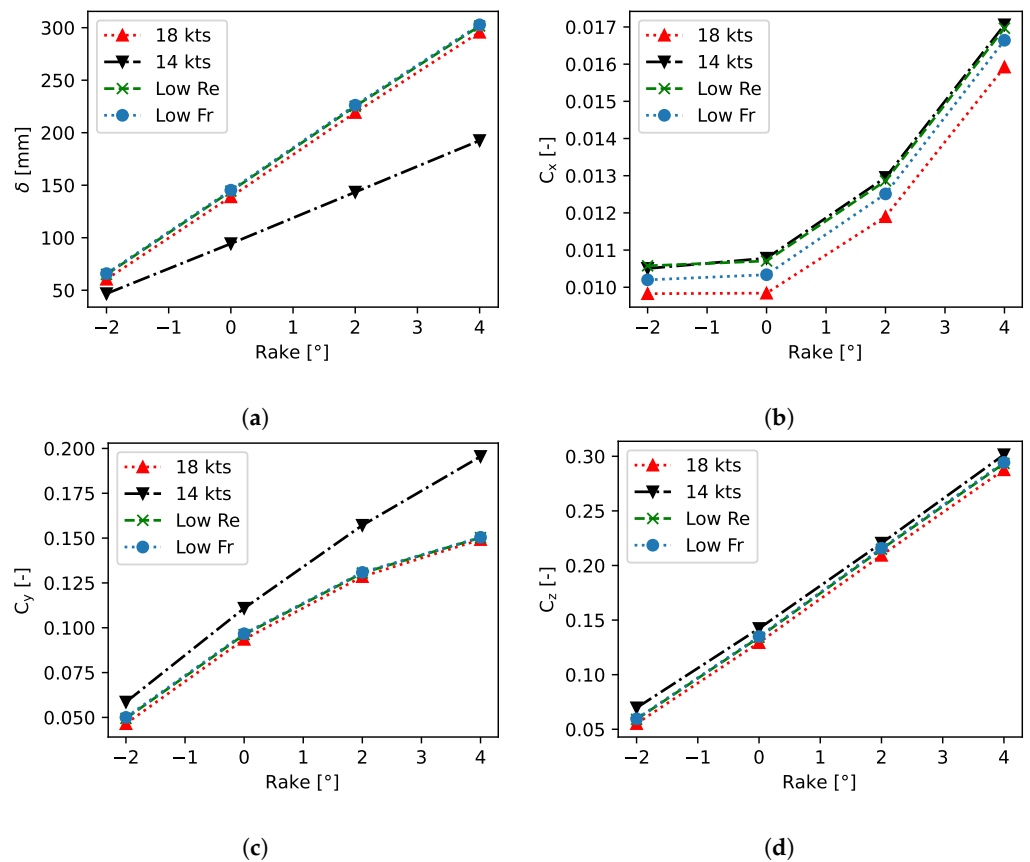 300
250
200
150
100
50
δ [mm]
18 kts
14 kts
Low Re
Low Fr
−2
−1
0
1
2
3
4
Rake [°]
(a)
0.017
0.016
0.015
0.014
0.013
0.012
0.011
0.010
Cx [-]
18 kts
14 kts
Low Re
Low Fr
−2
−1
0
1
2
3
4
Rake [°]
(b)
0.200
0.175
0.150
0.125
0.100
0.075
0.050
Cy [-]
18 kts
14 kts
Low Re
Low Fr
−2
−1
0
1
2
3
4
Rake [°]
(c)
0.30
0.25
0.20
0.15
0.10
0.05
Cz [-]
18 kts
14 kts
Low Re
Low Fr
−2
−1
0
1
2
3
4
Rake [°]
(d)